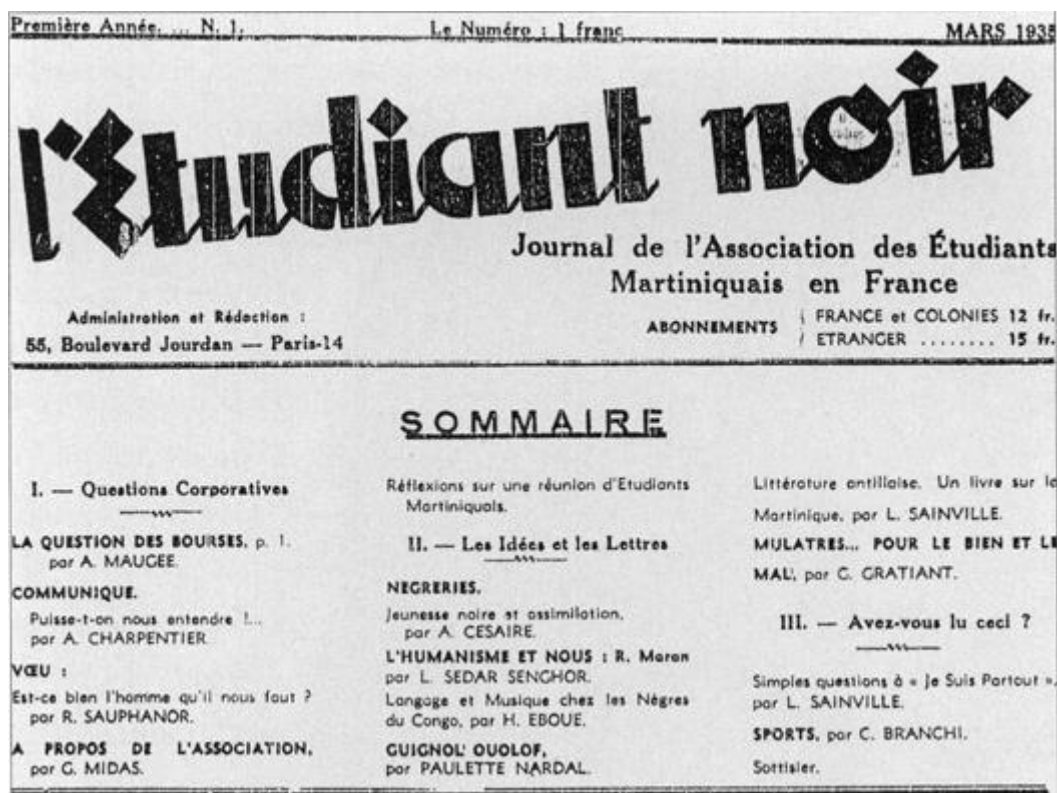 Première Année. ... N. 1.
Le Numéro : 1 franc
MARS 1935
l'Étudiant noir
Journal de l'Association des Étudiants
Martiniquais en France
Administration et Rédaction :
55, Boulevard Jourdan — Paris-14
ABONNEMENTS
FRANCE et COLONIES 12 fr.
ETRANGER ........ 15 fr.
SOMMAIRE
I. — Questions Corporatives
LA QUESTION DES BOURSES, p. 1.
par A. MAUGEE.
COMMUNIQUE.
Puisse-t-on nous entendre !...
par A. CHARPENTIER
VŒU :
Est-ce bien l'homme qu'il nous faut ?
par R. SAUPHANOR.
A PROPOS DE L'ASSOCIATION,
par G. MIDAS.
Réflexions sur une réunion d'Etudiants
Martiniquais.
II. — Les Idées et les Lettres
NEGRERIES.
Jeunesse noire et assimilation,
par A. CESAIRE.
L'HUMANISME ET NOUS : R. Maran
par L. SEDAR SENGHOR.
Langage et Musique chez les Nègres
du Congo, par H. EBOUE.
GUIGNOL OUOLOF,
par PAULETTE NARDAL.
Littérature antillaise. Un livre sur la
Martinique, par L. SAINVILLE.
MULATRES... POUR LE BIEN ET LE
MAL, par G. GRATIANT.
III. — Avez-vous lu ceci ?
Simples questions à « Je Suis Partout ».
par L. SAINVILLE.
SPORTS, par C. BRANCHI.
Sottisier.